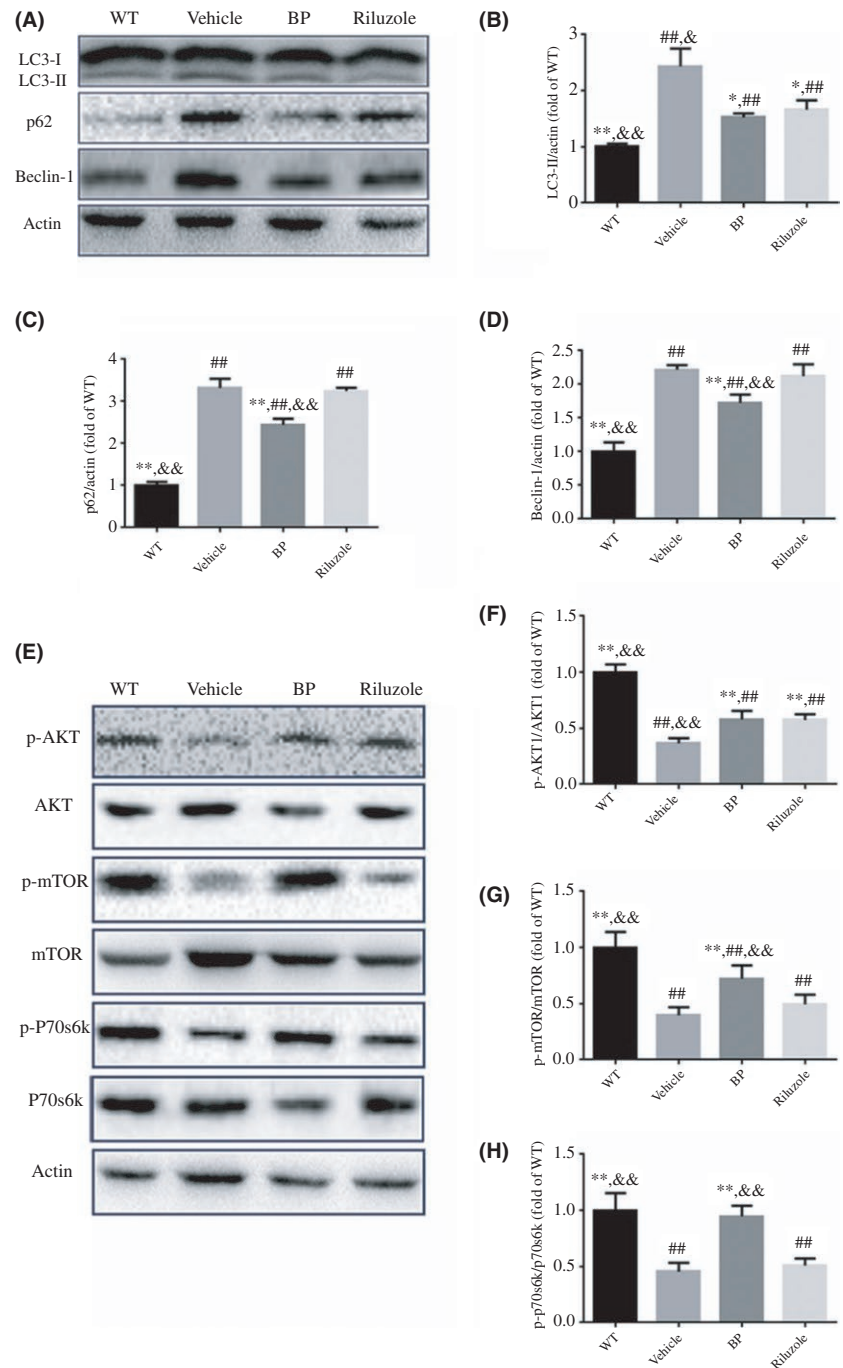 (A)
WT Vehicle BP Riluzole
LC3-I
LC3-II
p62
Beclin-1
Actin
(B)
LC3-II/actin (fold of WT)
3
2
1
0
**,&&
##,&
*,##
*,##
WT Vehicle BP Riluzole
(C)
p62/actin (fold of WT)
4
3
2
1
0
**,&&
##
**,##,&&
##
WT Vehicle BP Riluzole
(D)
Beclin-1/actin (fold of WT)
2.5
2.0
1.5
1.0
0.5
0.0
**,&&
##
**,##,&&
##
WT Vehicle BP Riluzole
(E)
WT Vehicle BP Riluzole
p-AKT
AKT
p-mTOR
mTOR
p-P70s6k
P70s6k
Actin
(F)
p-AKT1/AKT1 (fold of WT)
1.5
1.0
0.5
0.0
**,&&
##,&&
**,##
**,##
WT Vehicle BP Riluzole
(G)
p-mTOR/mTOR (fold of WT)
1.5
1.0
0.5
0.0
**,&&
##
**,##,&&
##
WT Vehicle BP Riluzole
(H)
p-p70s6k/p70s6k (fold of WT)
1.5
1.0
0.5
0.0
**,&&
##
**,&&
##
WT Vehicle BP Riluzole